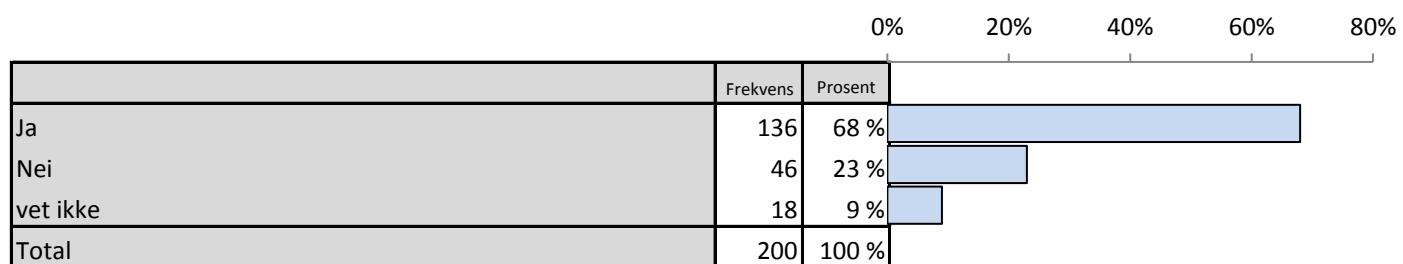 0% 20% 40% 60% 80%
Frekvens Prosent
Ja 136 68 %
Nei 46 23 %
vet ikke 18 9 %
Total 200 100 %